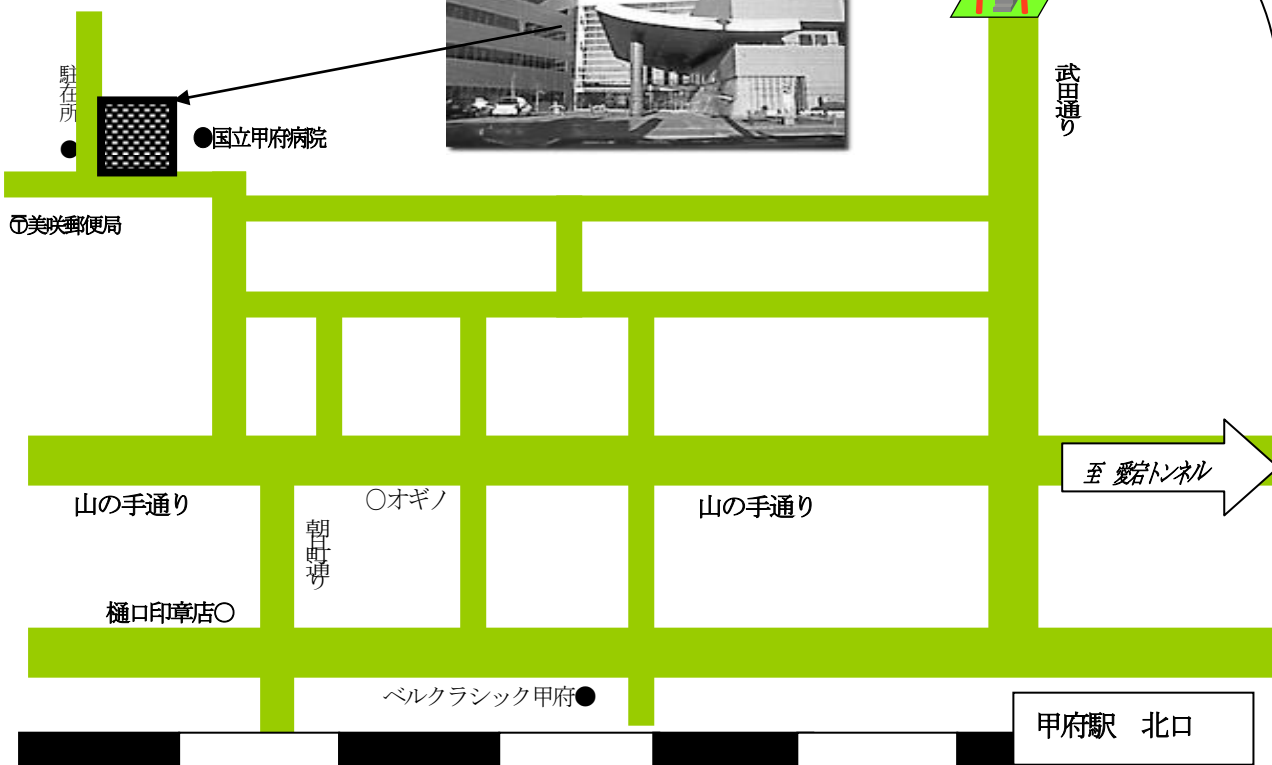 駐在所
武田通り
●国立甲府病院
〒美咲郵便局
至 愛宕トンネル
山の手通り
○オギノ
山の手通り
朝日町通り
樋口印章店○
ベルクラシック甲府●
甲府駅 北口